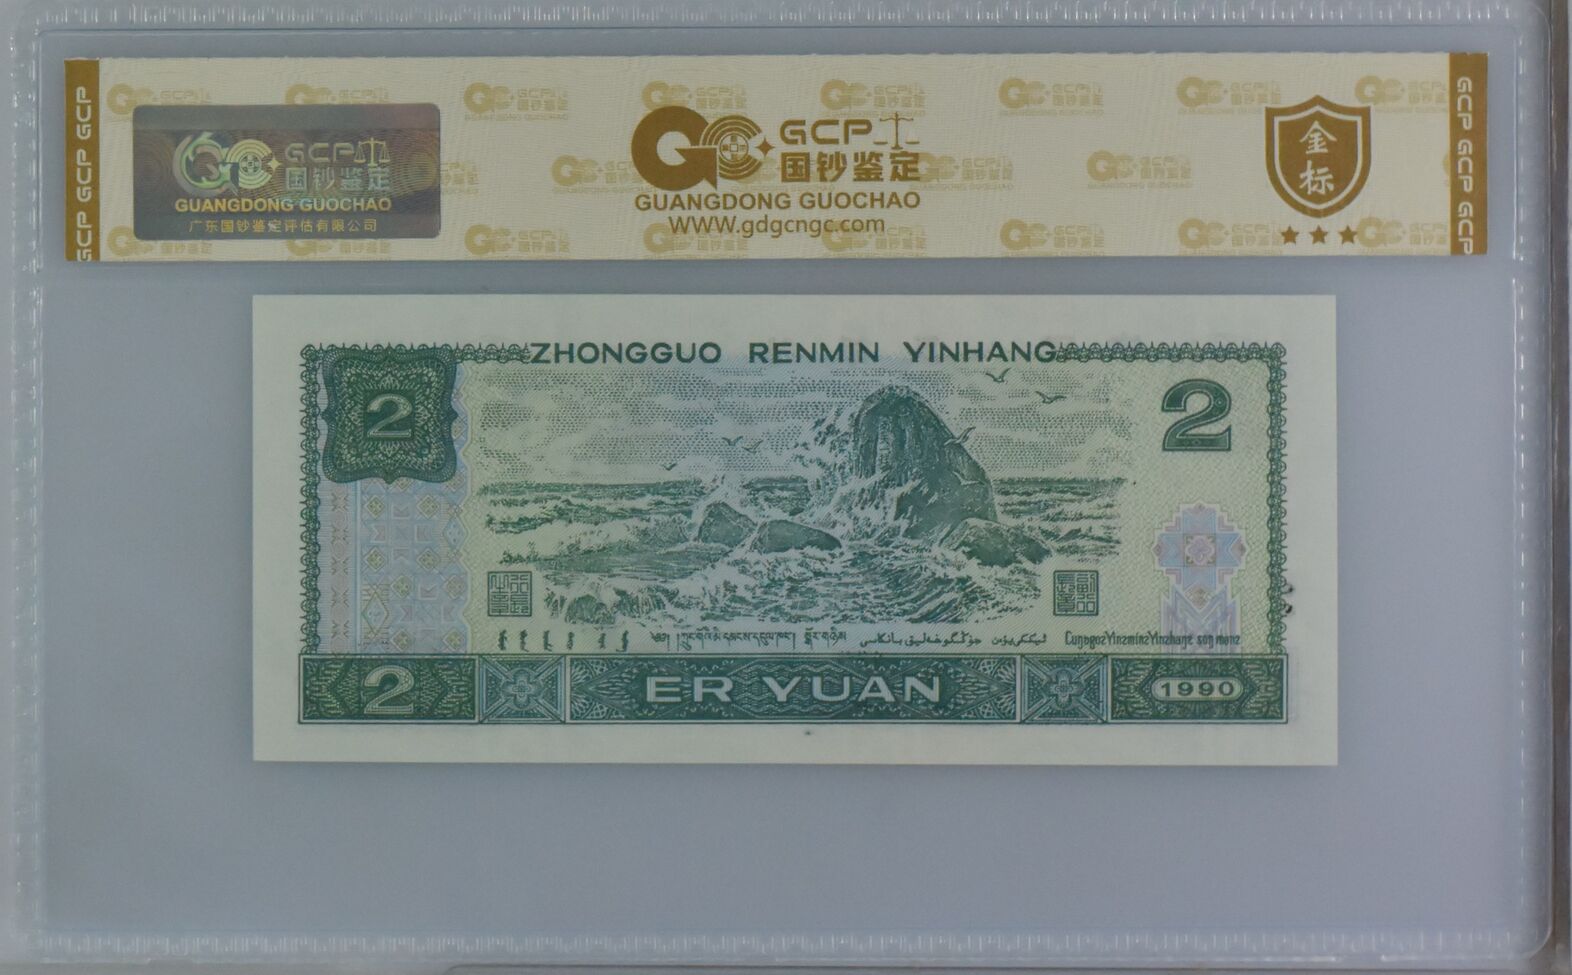 GCP GCP GCP
GCP
国钞鉴定
GUANGDONG GUOCHAO
广东国钞鉴定评估有限公司
GCP
国钞鉴定
GUANGDONG GUOCHAO
WWW.gdgcngc.com
金标
GCP GCP GCP
ZHONGGUO RENMIN YINHANG
2
2
2
ER YUAN
1990